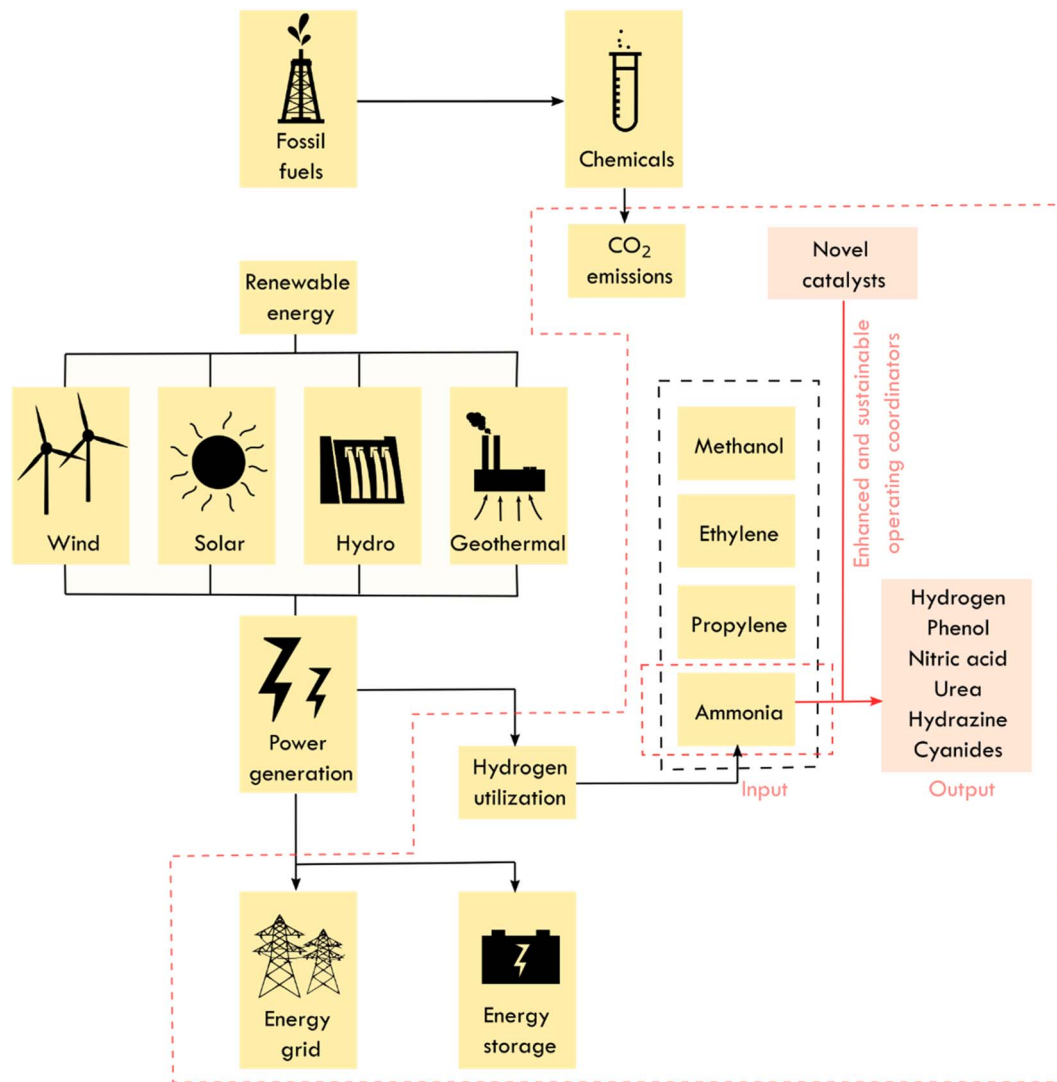 Fossil
fuels
Chemicals
CO₂
emissions
Novel
catalysts
Renewable
energy
Enhanced and sustainable
operating coordinators
Wind
Solar
Hydro
Geothermal
Methanol
Ethylene
Propylene
Ammonia
Hydrogen
Phenol
Nitric acid
Urea
Hydrazine
Cyanides
Power
generation
Hydrogen
utilization
Input
Output
Energy
grid
Energy
storage